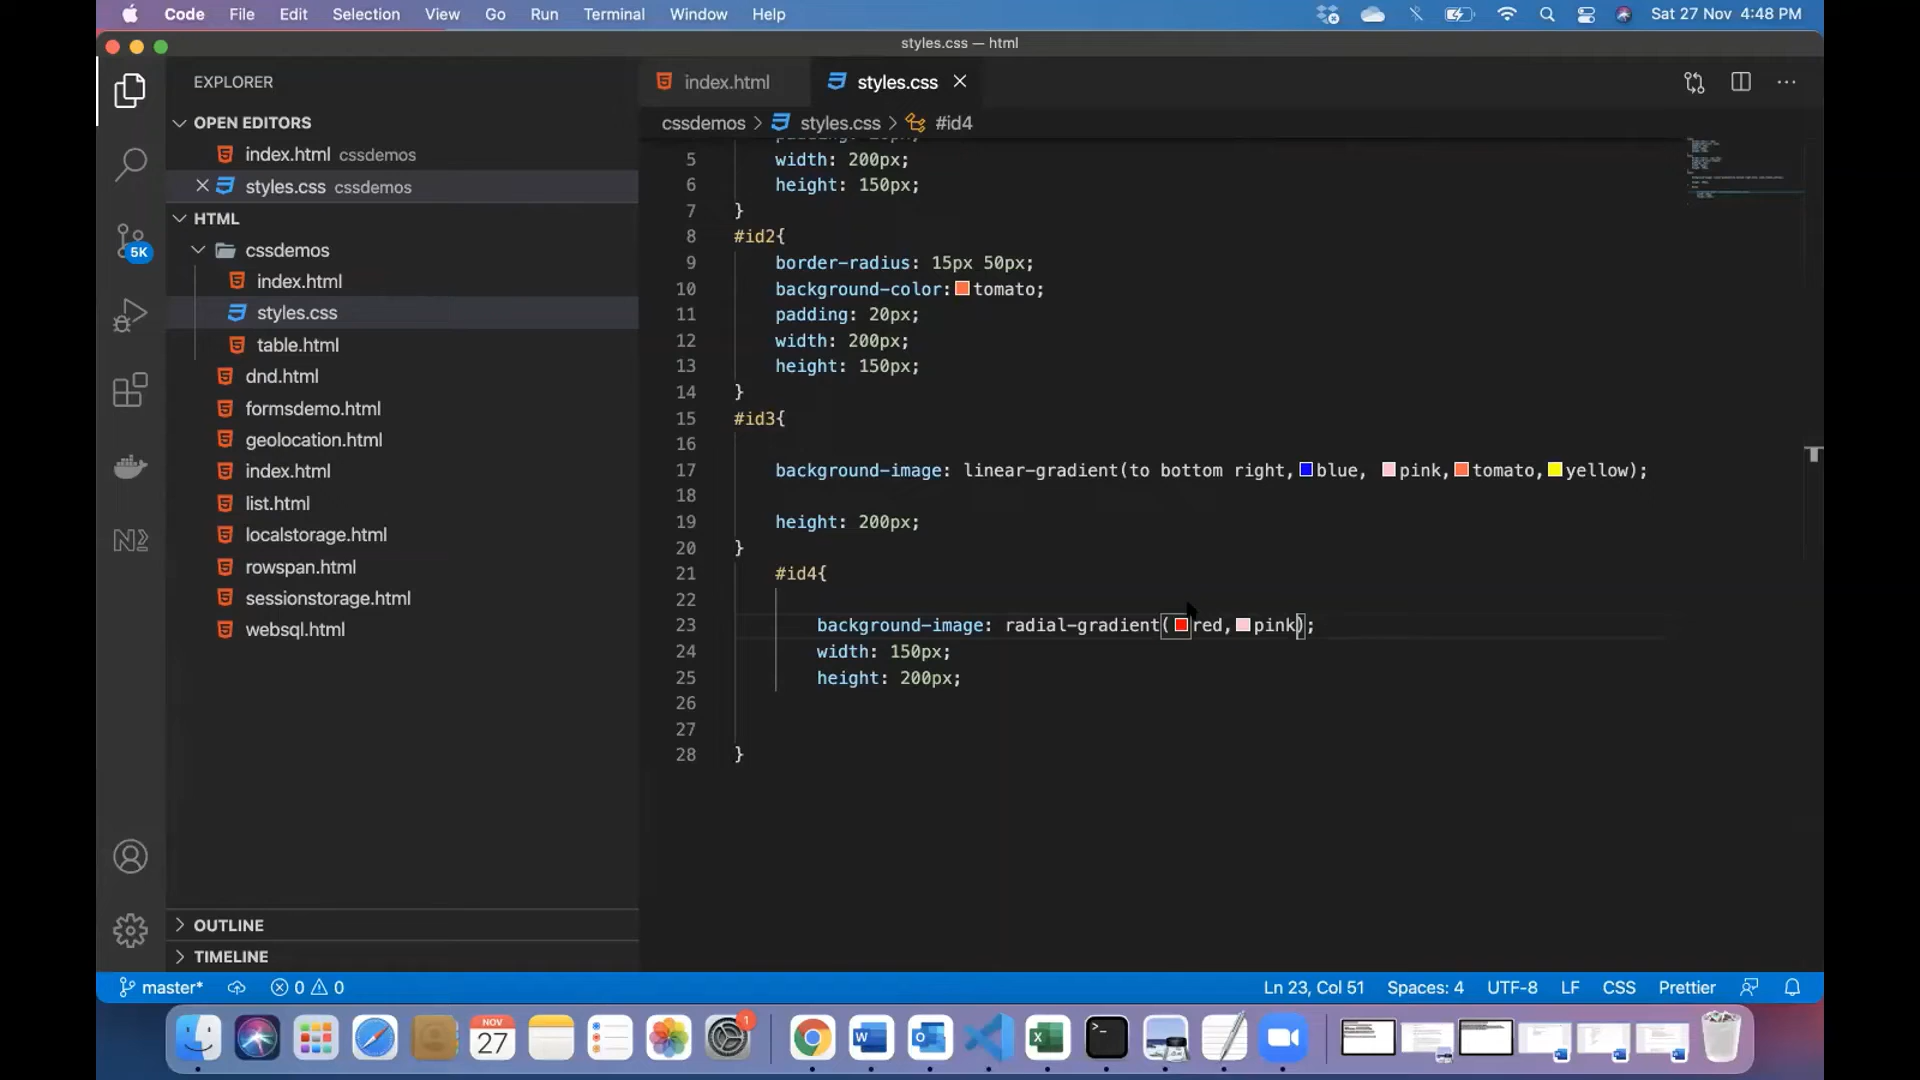 Code File Edit Selection View Go Run Terminal Window Help Sat 27 Nov 4:48 PM
styles.css — html
EXPLORER
OPEN EDITORS
index.html cssdemos
styles.css cssdemos
HTML
cssdemos
index.html
styles.css
table.html
dnd.html
formsdemo.html
geolocation.html
index.html
list.html
localstorage.html
rowspan.html
sessionstorage.html
websql.html
OUTLINE
TIMELINE
5K
index.html styles.css
cssdemos > styles.css > #id4
5 width: 200px;
6 height: 150px;
7 }
8 #id2{
9 border-radius: 15px 50px;
10 background-color:tomato;
11 padding: 20px;
12 width: 200px;
13 height: 150px;
14 }
15 #id3{
16
17 background-image: linear-gradient(to bottom right,blue, pink,tomato,yellow);
18
19 height: 200px;
20 }
21 #id4{
22
23 background-image: radial-gradient(red,pink);
24 width: 150px;
25 height: 200px;
26
27
28 }
master* 0 0 Ln 23, Col 51 Spaces: 4 UTF-8 LF CSS Prettier
NOV
27
1